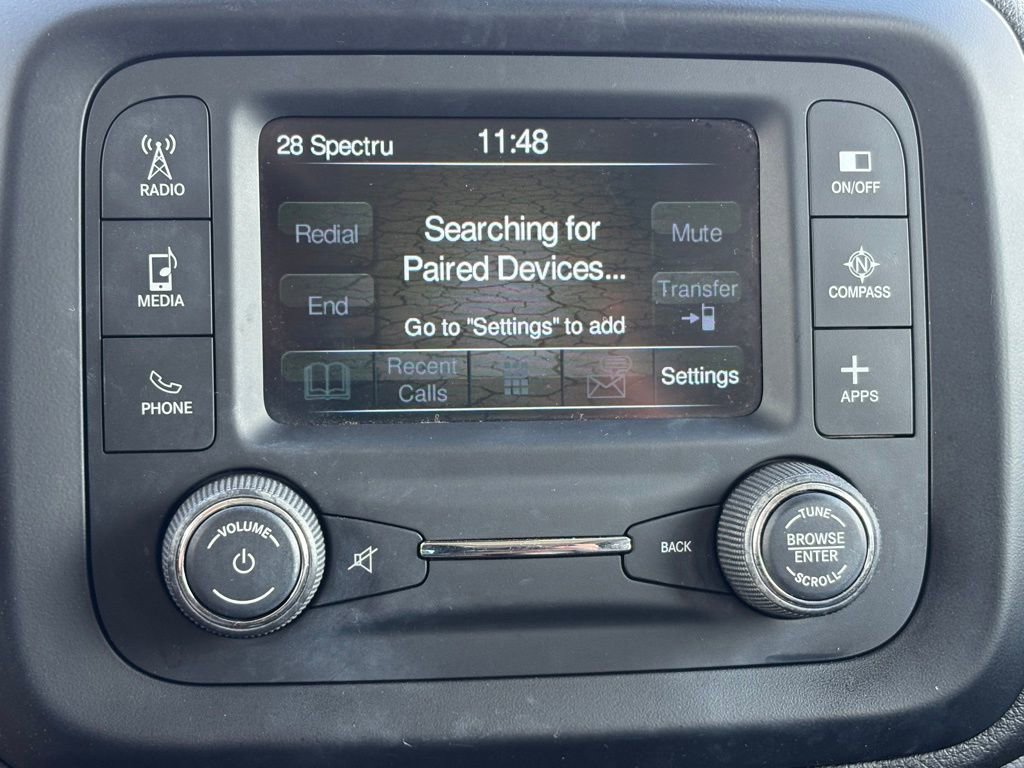 28 Spectru
11:48
RADIO
MEDIA
PHONE
Redial
End
Searching for
Paired Devices...
Go to "Settings" to add
Mute
Transfer
Recent
Calls
Settings
ON/OFF
N
COMPASS
APPS
VOLUME
BACK
TUNE
BROWSE
ENTER
SCROLL